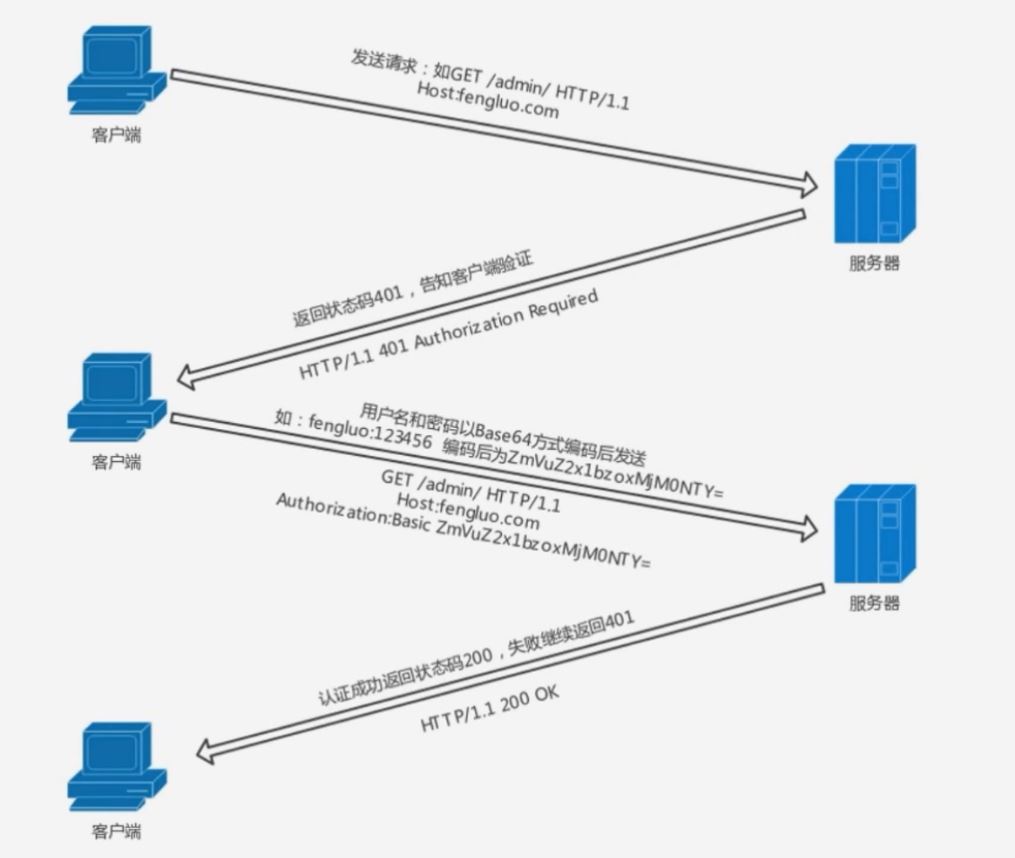 发送请求：如GET /admin/ HTTP/1.1
Host:fengluo.com
客户端
服务器
返回状态码401，告知客户端验证
HTTP/1.1 401 Authorization Required
客户端
用户名和密码以Base64方式编码后发送
如：fengluo:123456 编码后为ZmVuZ2x1bzoxMjM0NTY=
GET /admin/ HTTP/1.1
Host:fengluo.com
Authorization:Basic ZmVuZ2x1bzoxMjM0NTY=
服务器
认证成功返回状态码200，失败继续返回401
HTTP/1.1 200 OK
客户端